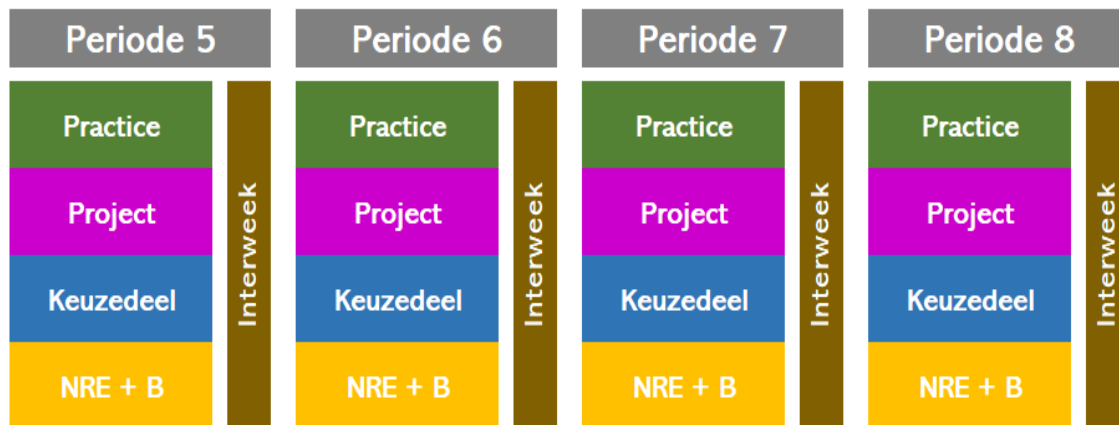 Periode 5
Practice
Project
Keuzedeel
NRE + B
Interweek
Periode 6
Practice
Project
Keuzedeel
NRE + B
Interweek
Periode 7
Practice
Project
Keuzedeel
NRE + B
Interweek
Periode 8
Practice
Project
Keuzedeel
NRE + B
Interweek